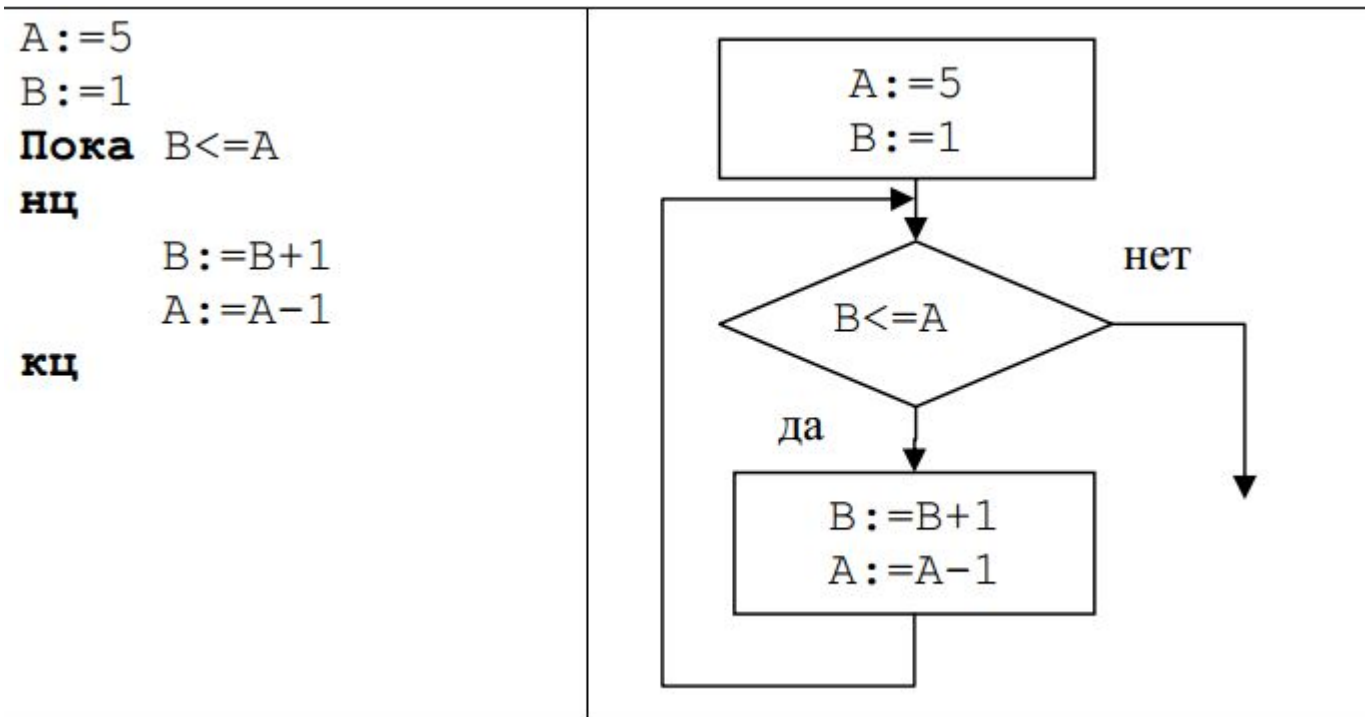 A:=5
B:=1
Пока B<=A
нц
B:=B+1
A:=A-1
кц
A:=5
B:=1
B<=A
нет
да
B:=B+1
A:=A-1